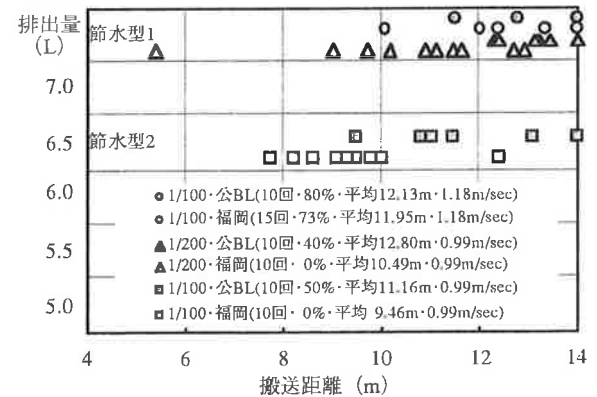 排出量
(L)
節水型1
7.0
6.5
節水型2
6.0
1/100・公BL(10回・80%・平均12.13m・1.18m/sec)
1/100・福岡(15回・73%・平均11.95m・1.18m/sec)
1/200・公BL(10回・40%・平均12.80m・0.99m/sec)
5.5
1/200・福岡(10回・ 0%・平均10.49m・0.99m/sec)
1/100・公BL(10回・50%・平均11.16m・0.99m/sec)
5.0
1/100・福岡(10回・ 0%・平均 9.46m・0.99m/sec)
4 6 8 10 12 14
搬送距離 (m)